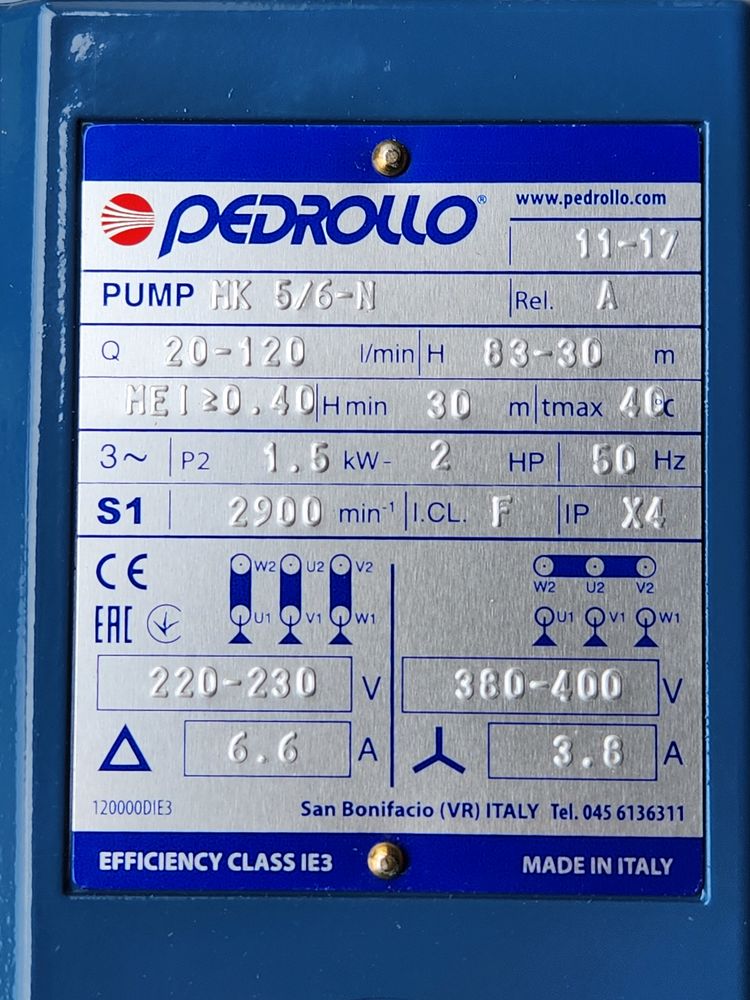 PEDROLLO®
www.pedrollo.com
11-17
PUMP HK 5/6-N Rel. A
Q 20-120 l/min H 83-30 m
MEI≥0.40 H min 30 m tmax 40°C
3~ P2 1.5 kW- 2 HP 50 Hz
S1 2900 min⁻¹ I.CL. F IP X4
CE
EAC
W2 U2 V2
U1 V1 W1
W2 U2 V2
U1 V1 W1
220-230 V 380-400 V
△ 6.6 A 3.8 A
120000DIE3 San Bonifacio (VR) ITALY Tel. 045 6136311
EFFICIENCY CLASS IE3 MADE IN ITALY